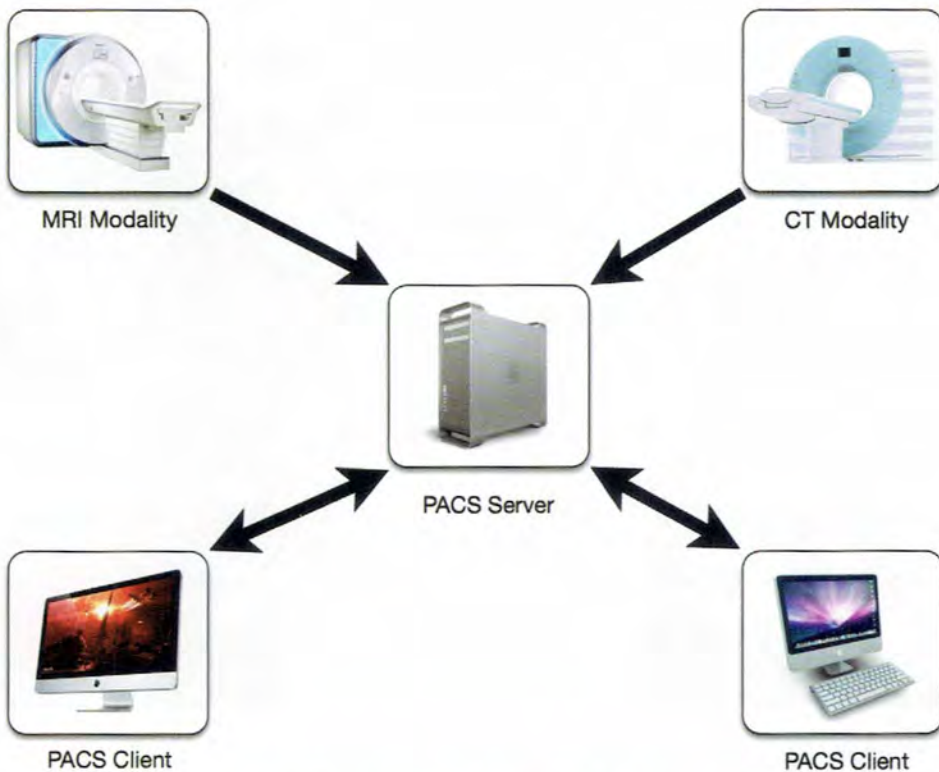 MRI Modality
CT Modality
PACS Server
PACS Client
PACS Client